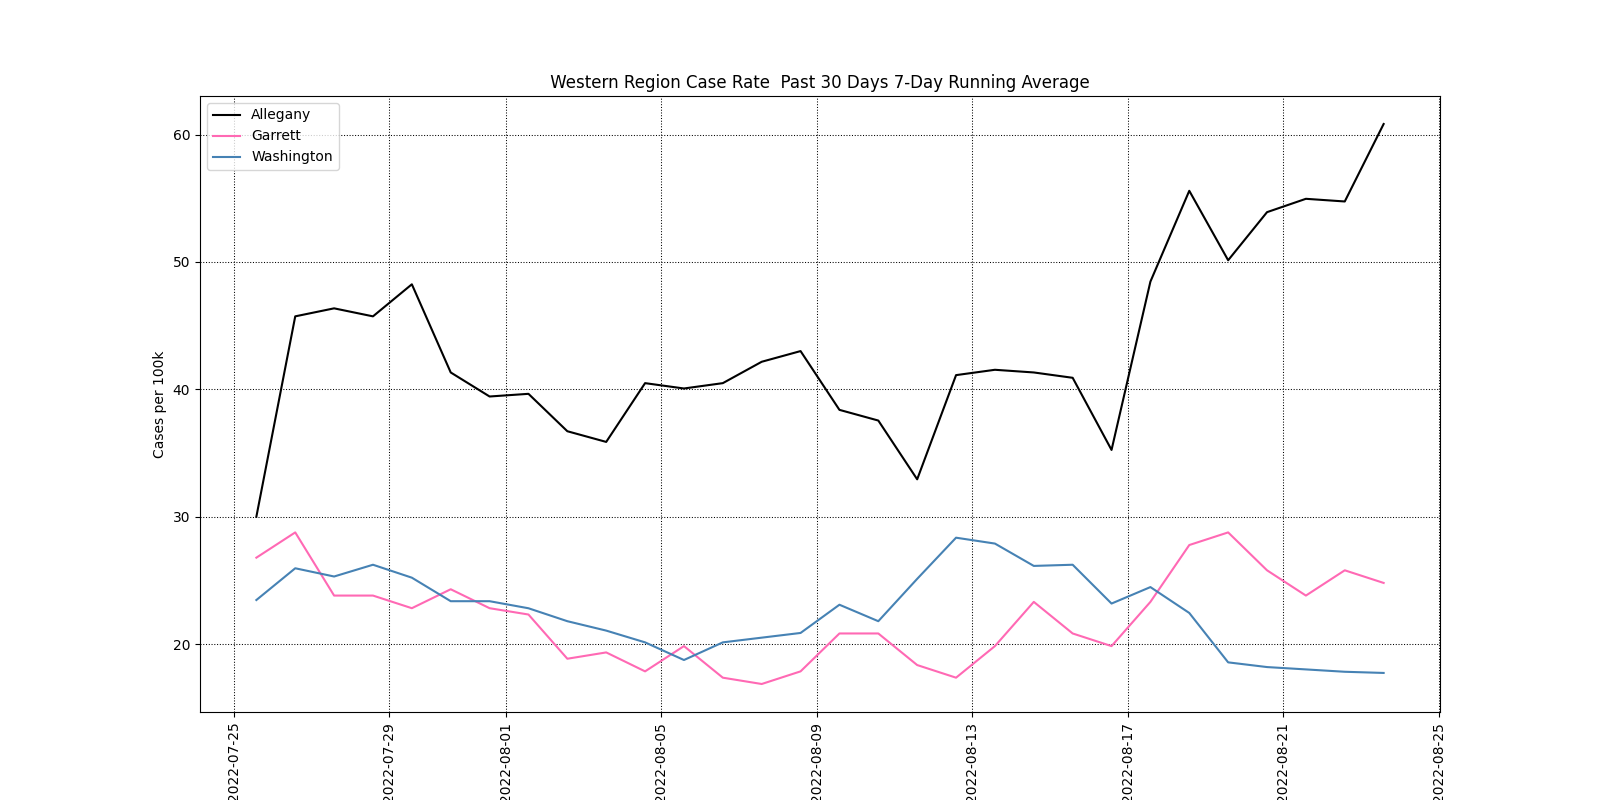 Western Region Case Rate  Past 30 Days 7-Day Running Average
Allegany
Garrett
Washington
Cases per 100k
60
50
40
30
20
2022-07-25
2022-07-29
2022-08-01
2022-08-05
2022-08-09
2022-08-13
2022-08-17
2022-08-21
2022-08-25